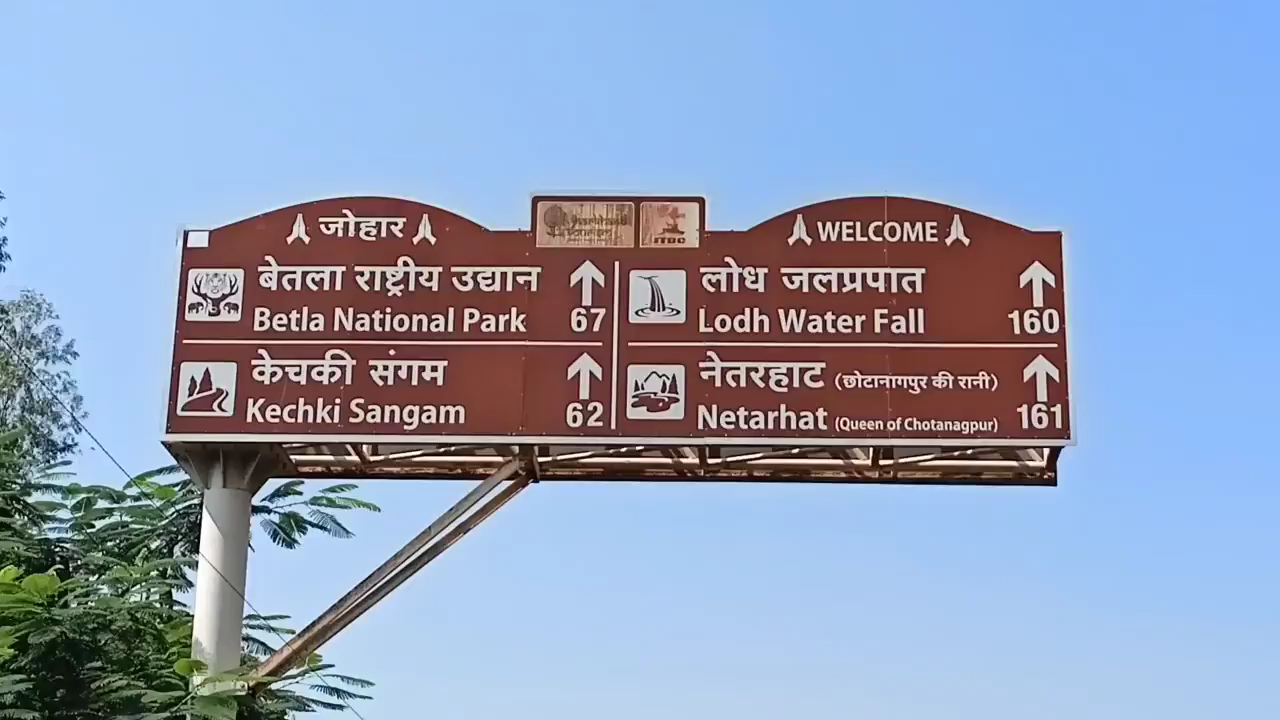 जोहार
बेतला राष्ट्रीय उद्यान
Betla National Park 67
केचकी संगम
Kechki Sangam 62
JTDC
WELCOME
लोध जलप्रपात
Lodh Water Fall 160
नेतरहाट (छोटानागपुर की रानी)
Netarhat (Queen of Chotanagpur) 161